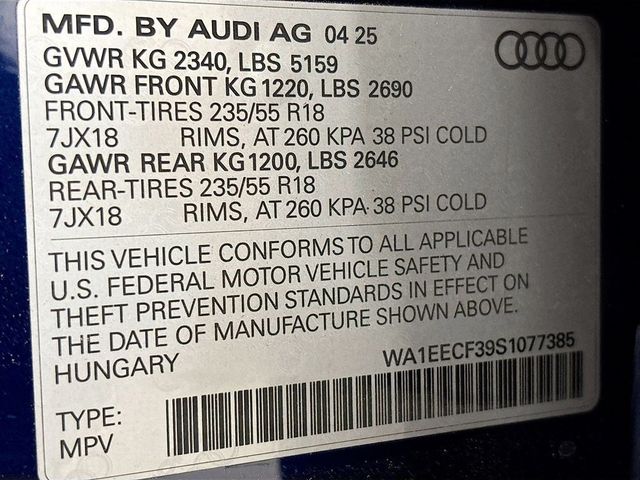 MFD. BY AUDI AG 04 25
GVWR KG 2340, LBS 5159
GAWR FRONT KG 1220, LBS 2690
FRONT-TIRES 235/55 R18
7JX18 RIMS, AT 260 KPA 38 PSI COLD
GAWR REAR KG 1200, LBS 2646
REAR-TIRES 235/55 R18
7JX18 RIMS, AT 260 KPA 38 PSI COLD
THIS VEHICLE CONFORMS TO ALL APPLICABLE
U.S. FEDERAL MOTOR VEHICLE SAFETY AND
THEFT PREVENTION STANDARDS IN EFFECT ON
THE DATE OF MANUFACTURE SHOWN ABOVE.
HUNGARY WA1EECF39S1077385
TYPE:
MPV